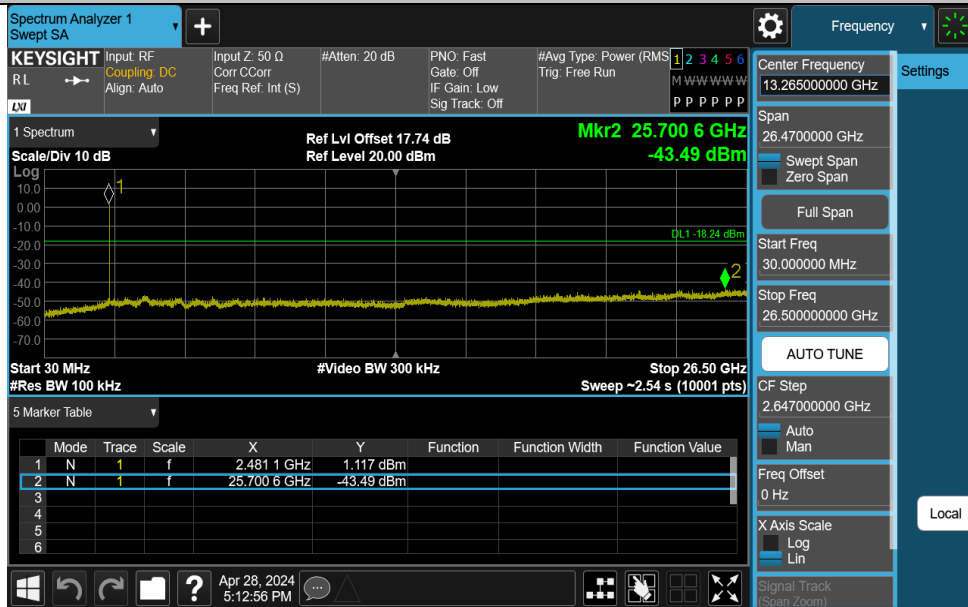 Spectrum Analyzer 1
Swept SA
+
Frequency
KEYSIGHT
RL
LXI
Input: RF
Coupling: DC
Align: Auto
Input Z: 50 Ω
Corr CCorr
Freq Ref: Int (S)
#Atten: 20 dB
PNO: Fast
Gate: Off
IF Gain: Low
Sig Track: Off
#Avg Type: Power (RMS
Trig: Free Run
1 2 3 4 5 6
M W W W W W
P P P P P P
1 Spectrum
Scale/Div 10 dB
Ref Lvl Offset 17.74 dB
Ref Level 20.00 dBm
Mkr2 25.700 6 GHz
-43.49 dBm
Log
10.0
0.00
-10.0
-20.0
-30.0
-40.0
-50.0
-60.0
-70.0
1
DL1 -18.24 dBm
2
Start 30 MHz
#Res BW 100 kHz
#Video BW 300 kHz
Stop 26.50 GHz
Sweep ~2.54 s (10001 pts)
5 Marker Table
Mode Trace Scale X Y Function Function Width Function Value
1 N 1 f 2.481 1 GHz 1.117 dBm
2 N 1 f 25.700 6 GHz -43.49 dBm
3
4
5
6
?
Apr 28, 2024
5:12:56 PM
Center Frequency
13.265000000 GHz
Span
26.4700000 GHz
Swept Span
Zero Span
Full Span
Start Freq
30.000000 MHz
Stop Freq
26.500000000 GHz
AUTO TUNE
CF Step
2.647000000 GHz
Auto
Man
Freq Offset
0 Hz
X Axis Scale
Log
Lin
Signal Track
(Span Zoom)
Settings
Local